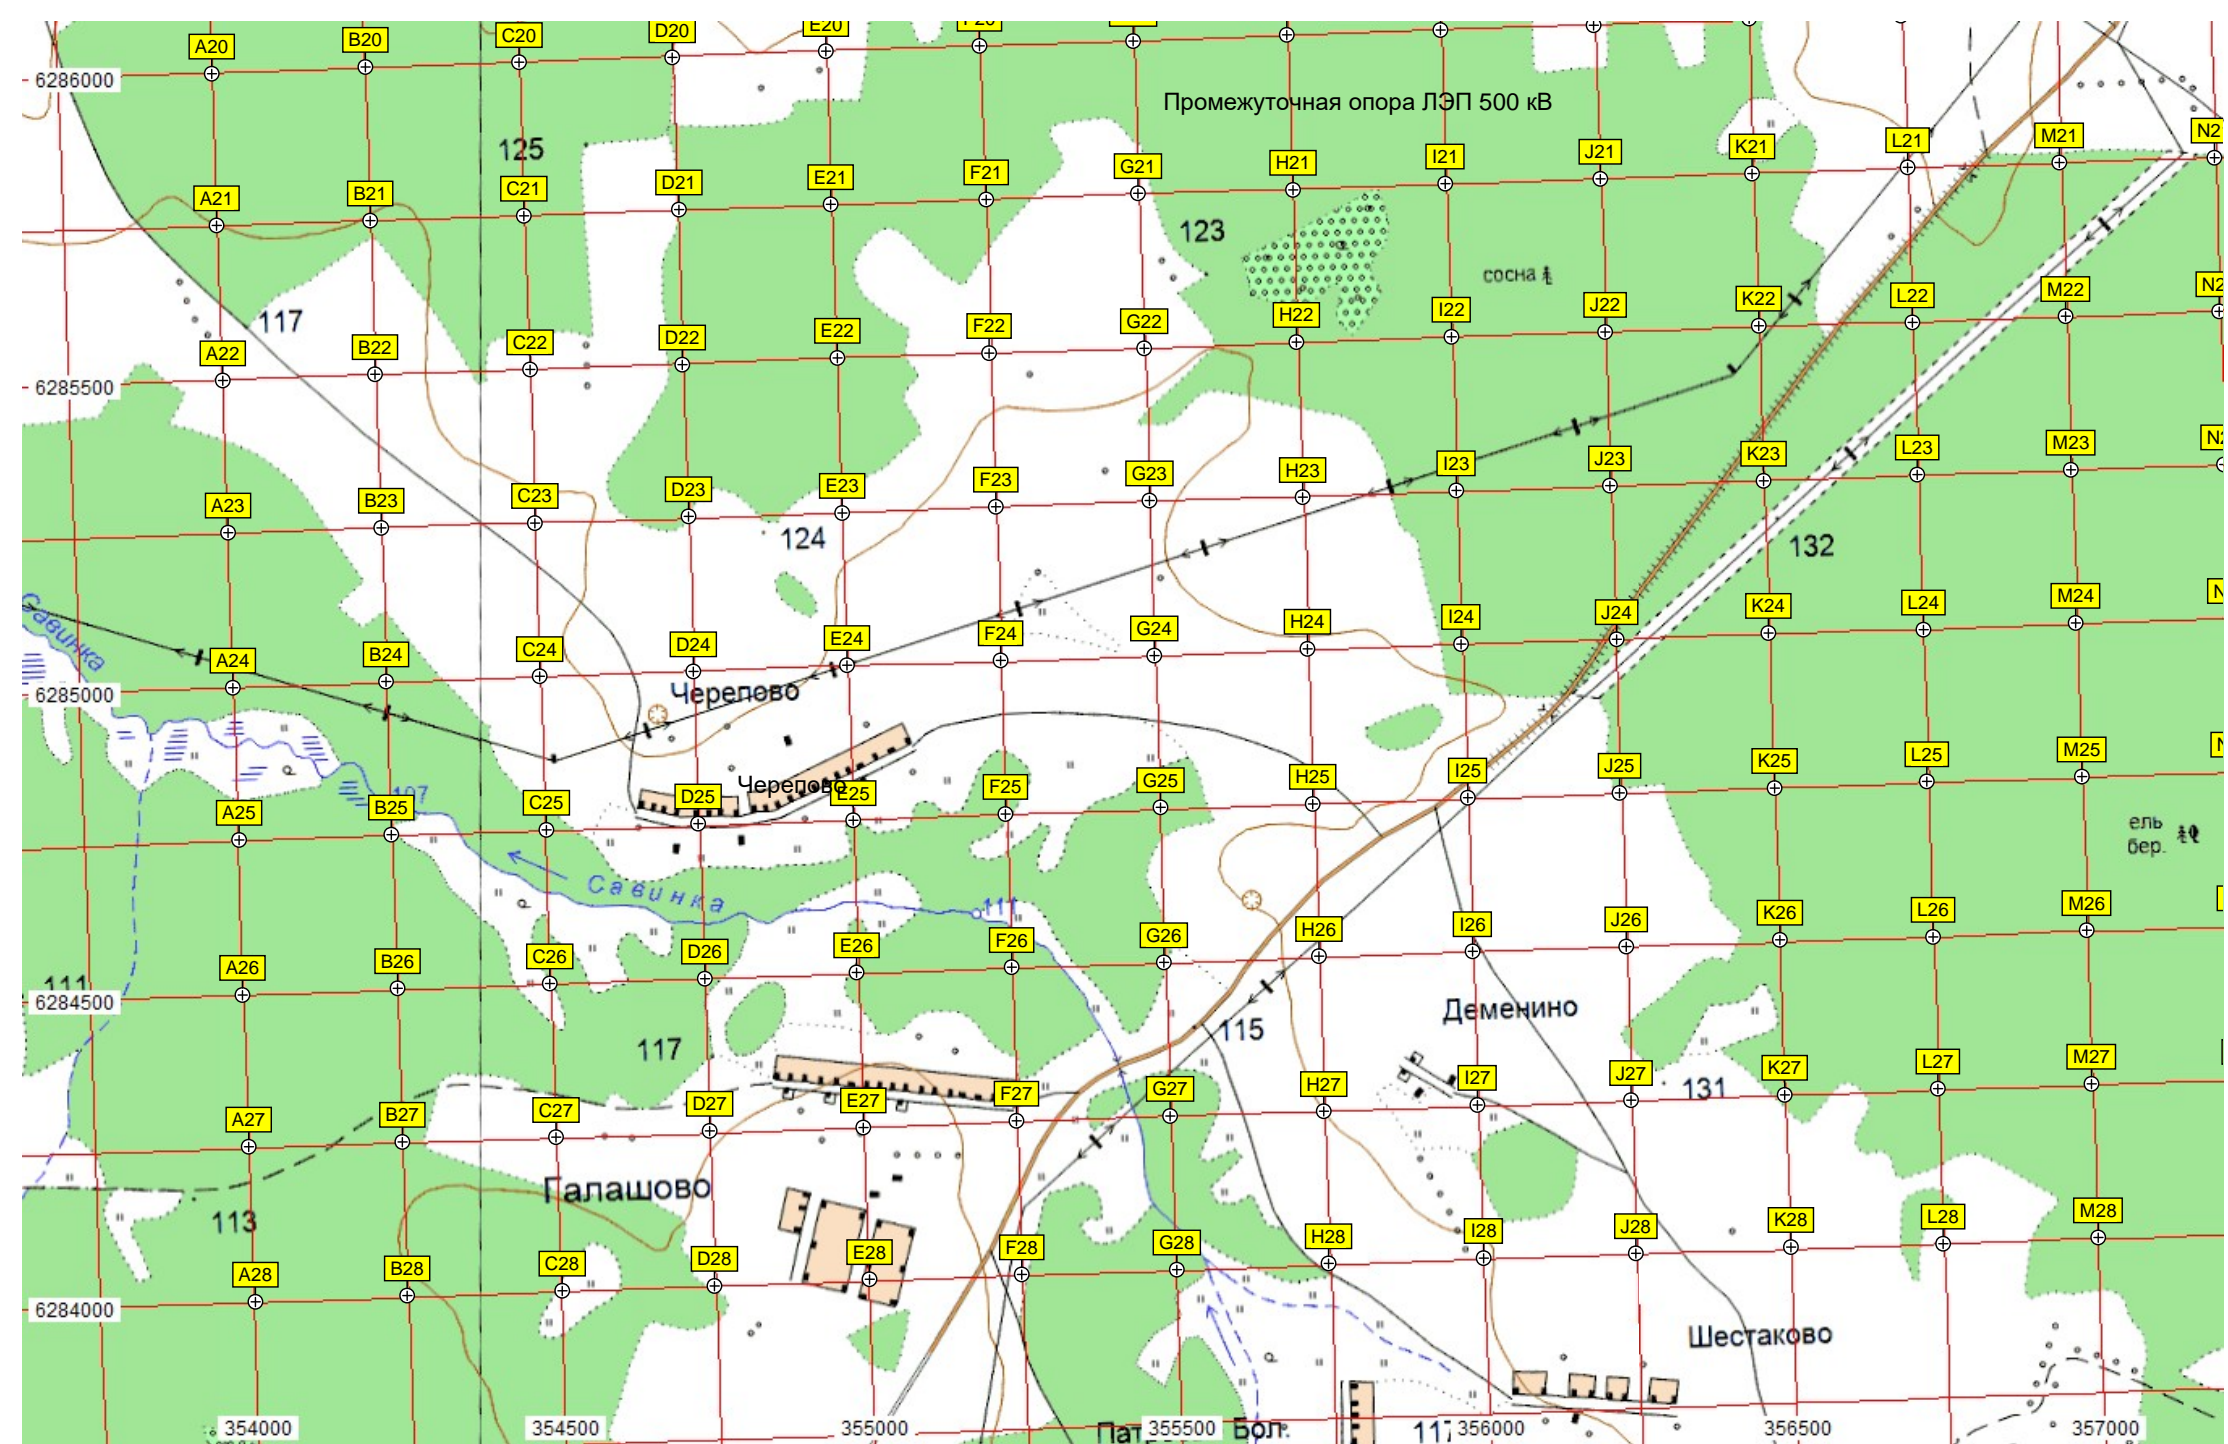 C20 D20 E20
A20 B20
6286000
Промежуточная опора ЛЭП 500 кВ
125
A21 B21 C21 D21 E21 F21 G21 H21 I21 J21 K21 L21 M21
123
сосна
117
A22 B22 C22 D22 E22 F22 G22 H22 I22 J22 K22 L22 M22
6285500
A23 B23 C23 D23 E23 F23 G23 H23 I23 J23 K23 L23 M23
124
132
Савинка
A24 B24 C24 D24 E24 F24 G24 H24 I24 J24 K24 L24 M24
6285000
Черепово
Черепово
107
A25 B25 C25 D25 E25 F25 G25 H25 I25 J25 K25 L25 M25
ель
бер.
Савинка
111
A26 B26 C26 D26 E26 F26 G26 H26 I26 J26 K26 L26 M26
111
6284500
Деменино
117
115
131
A27 B27 C27 D27 E27 F27 G27 H27 I27 J27 K27 L27 M27
Галашово
113
A28 B28 C28 D28 E28 F28 G28 H28 I28 J28 K28 L28 M28
6284000
Шестаково
354000 354500 355000 355500 356000 356500 357000
Бол.